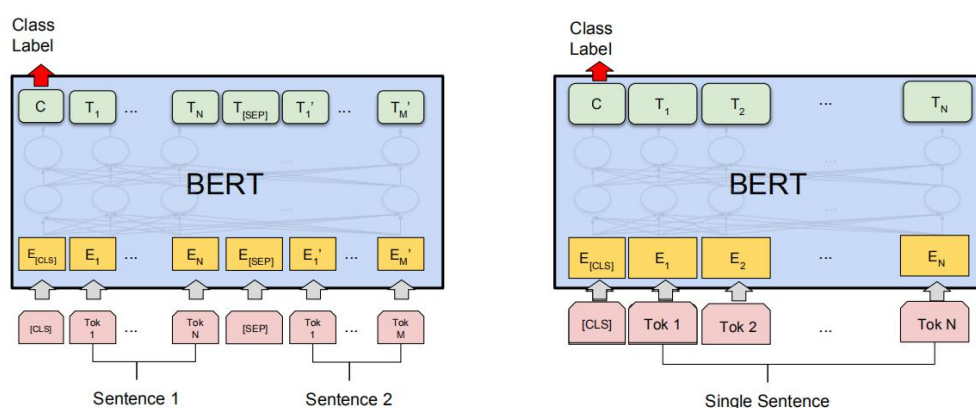 Class
Label
C T1 ... TN T[SEP] T1' ... TM'
...
BERT
...
E[CLS] E1 ... EN E[SEP] E1' ... EM'
[CLS] Tok 1 ... Tok N [SEP] Tok 1 ... Tok M
Sentence 1 Sentence 2
Class
Label
C T1 T2 ... TN
...
BERT
...
E[CLS] E1 E2 ... EN
[CLS] Tok 1 Tok 2 ... Tok N
Single Sentence